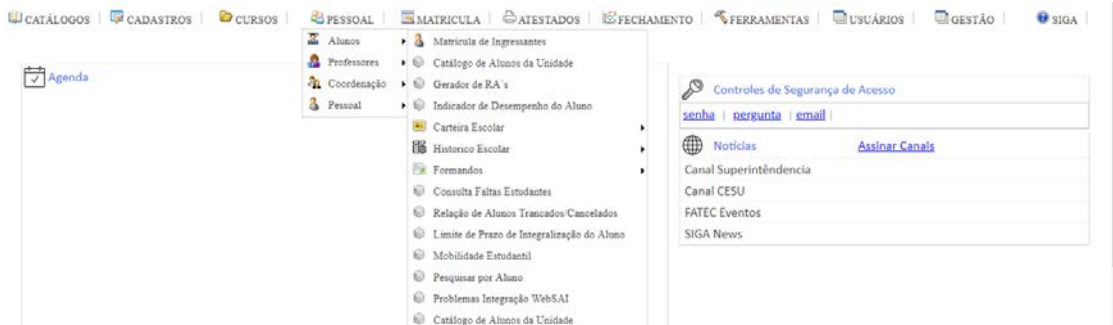 CATÁLOGOS CADASTROS CURSOS PESSOAL MATRICULA ATESTADOS FECHAMENTO FERRAMENTAS USUÁRIOS GESTÃO SIGA
Alunos
Professores
Coordenação
Pessoal
Matricula de Ingressantes
Catálogo de Alunos da Unidade
Gerador de RA`s
Indicador de Desempenho do Aluno
Carteira Escolar
Historico Escolar
Formandos
Consulta Faltas Estudantes
Relação de Alunos Trancados/Cancelados
Limite de Prazo de Integralização do Aluno
Mobilidade Estudantil
Pesquisar por Aluno
Problemas Integração WebSAI
Catálogo de Alunos da Unidade
Agenda
Controles de Segurança de Acesso
senha | pergunta | email |
Notícias Assinar Canais
Canal Superintêndencia
Canal CESU
FATEC Eventos
SIGA News